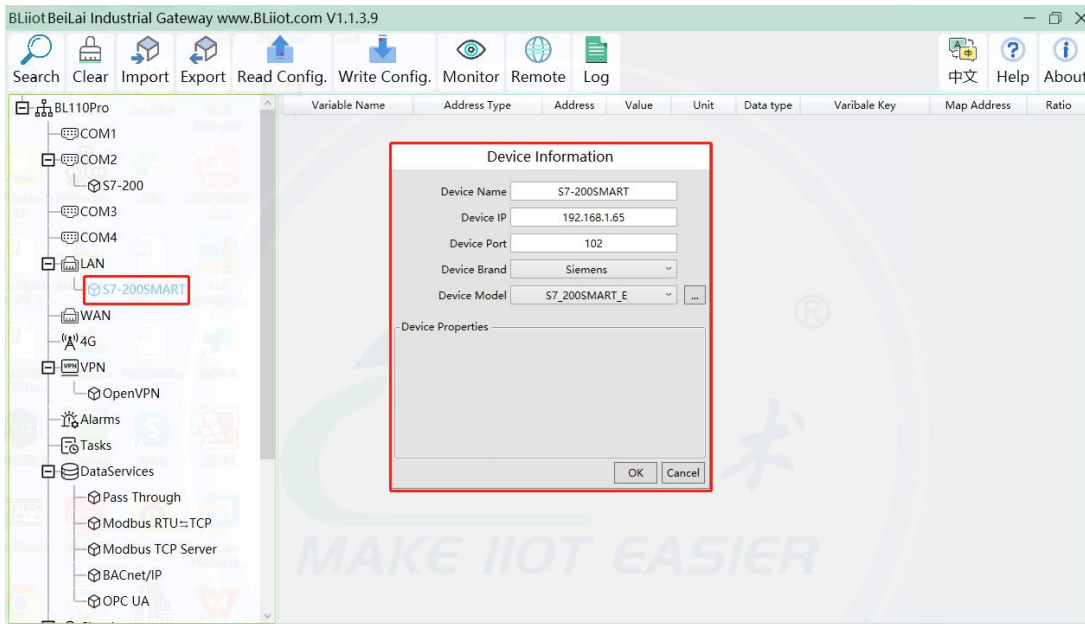 BLiiot BeiLai Industrial Gateway www.BLiiot.com V1.1.3.9
Search Clear Import Export Read Config. Write Config. Monitor Remote Log 中文 Help About
Variable Name Address Type Address Value Unit Data type Varibale Key Map Address Ratio
BL110Pro
COM1
COM2
S7-200
COM3
COM4
LAN
S7-200SMART
WAN
4G
VPN VPN
OpenVPN
Alarms
Tasks
DataServices
Pass Through
Modbus RTU⇆TCP
Modbus TCP Server
BACnet/IP
OPC UA
Device Information
Device Name S7-200SMART
Device IP 192.168.1.65
Device Port 102
Device Brand Siemens
Device Model S7_200SMART_E ...
Device Properties
OK Cancel
®
术
MAKE IIOT EASIER